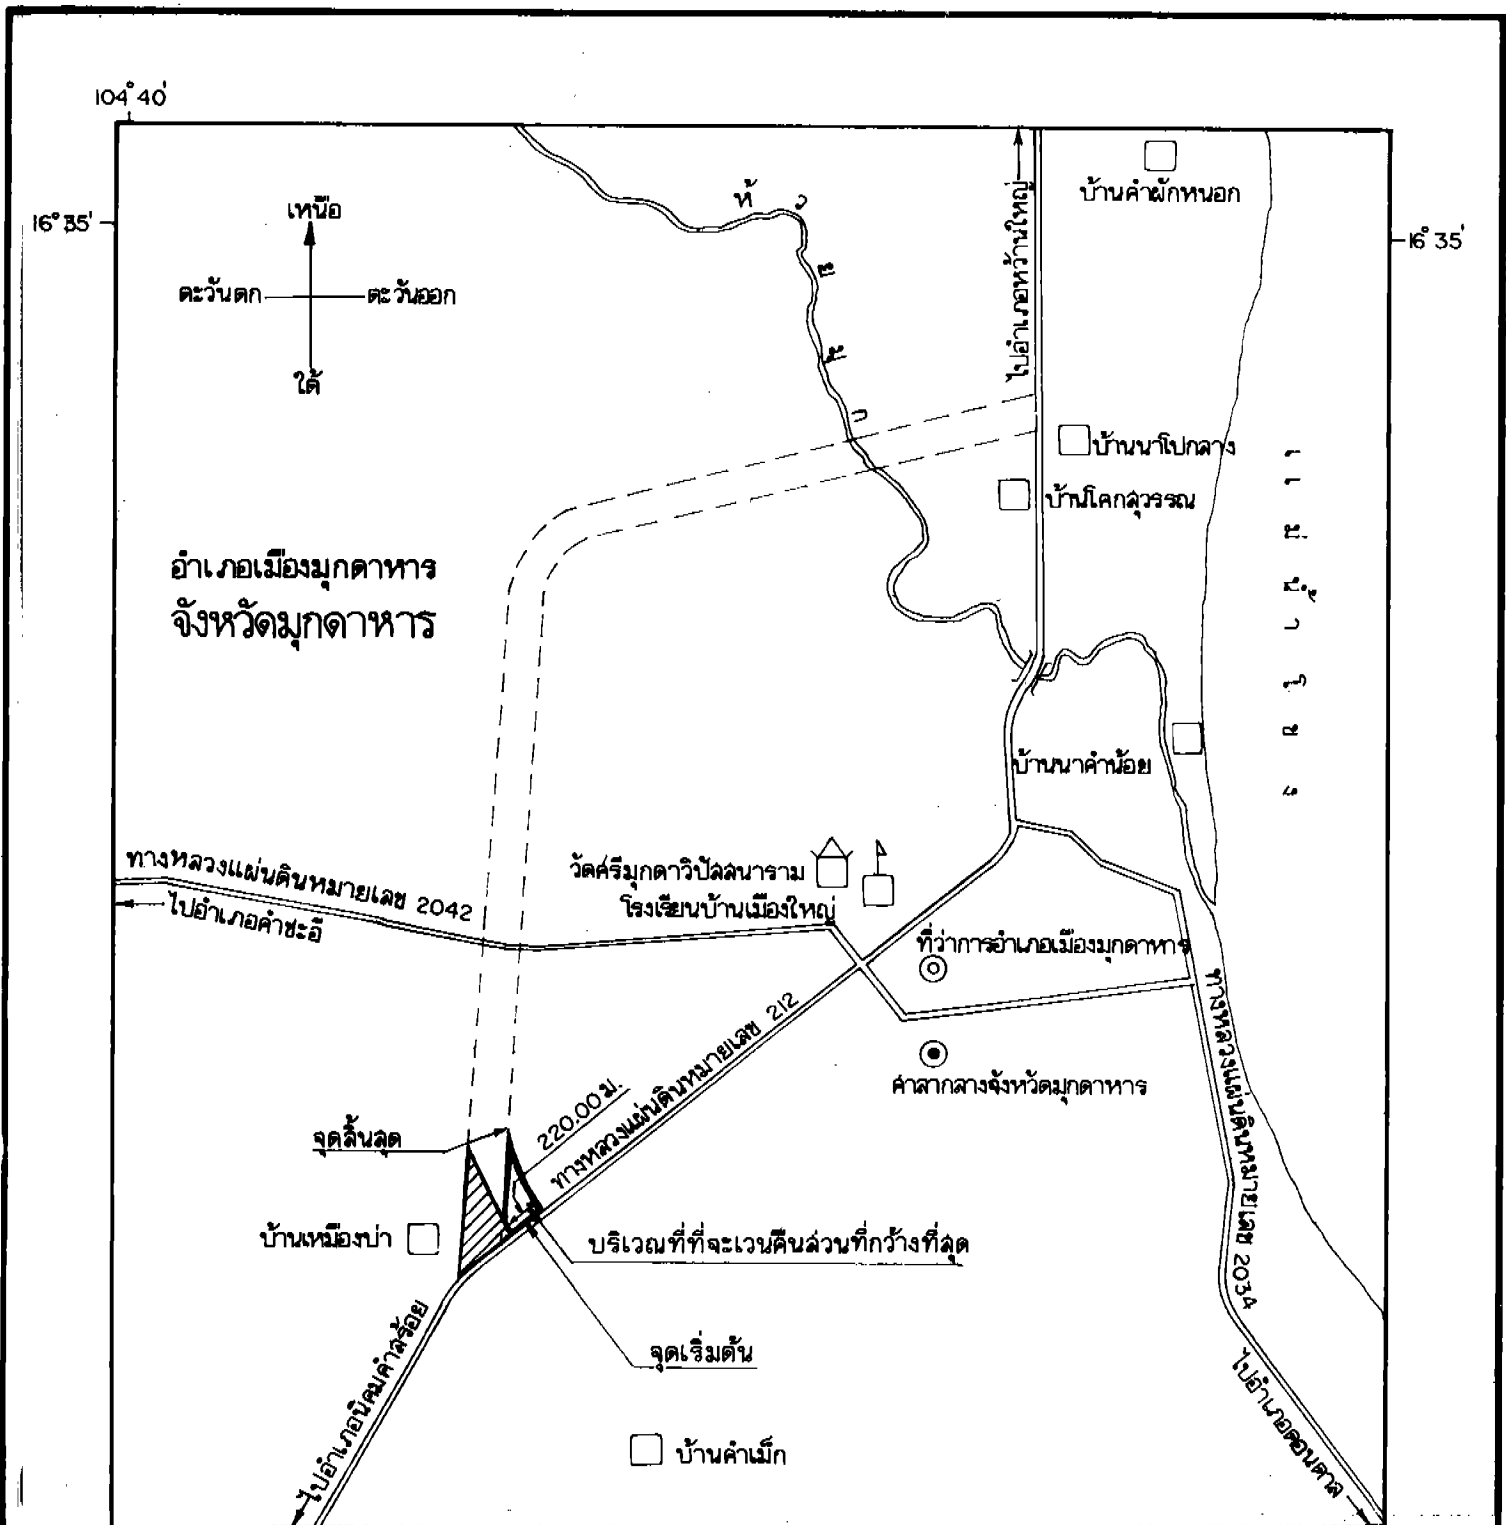 104° 40'
16° 35'
16° 35'
เหนือ
ตะวันตก
ตะวันออก
ใต้
ห้วยมุก
ไปอำเภอหว้านใหญ่
บ้านคำผักหนอก
บ้านนาโปกลาง
บ้านโคกสุวรรณ
แม่น้ำโขง
อำเภอเมืองมุกดาหาร
จังหวัดมุกดาหาร
บ้านนาคำน้อย
ทางหลวงแผ่นดินหมายเลข 2042
ไปอำเภอคำชะอี
วัดศรีมุกดาวิปัสสนาราม
โรงเรียนบ้านเมืองใหญ่
ที่ว่าการอำเภอเมืองมุกดาหาร
ศาลากลางจังหวัดมุกดาหาร
ทางหลวงแผ่นดินหมายเลข 212
220.00 ม.
ทางหลวงแผ่นดินหมายเลข 2034
จุดสิ้นสุด
บ้านเหมืองบ่า
บริเวณที่ที่จะเวนคืนส่วนที่กว้างที่สุด
จุดเริ่มต้น
ไปอำเภอนิคมคำสร้อย
บ้านคำเม็ก
ไปอำเภอดอนตาล